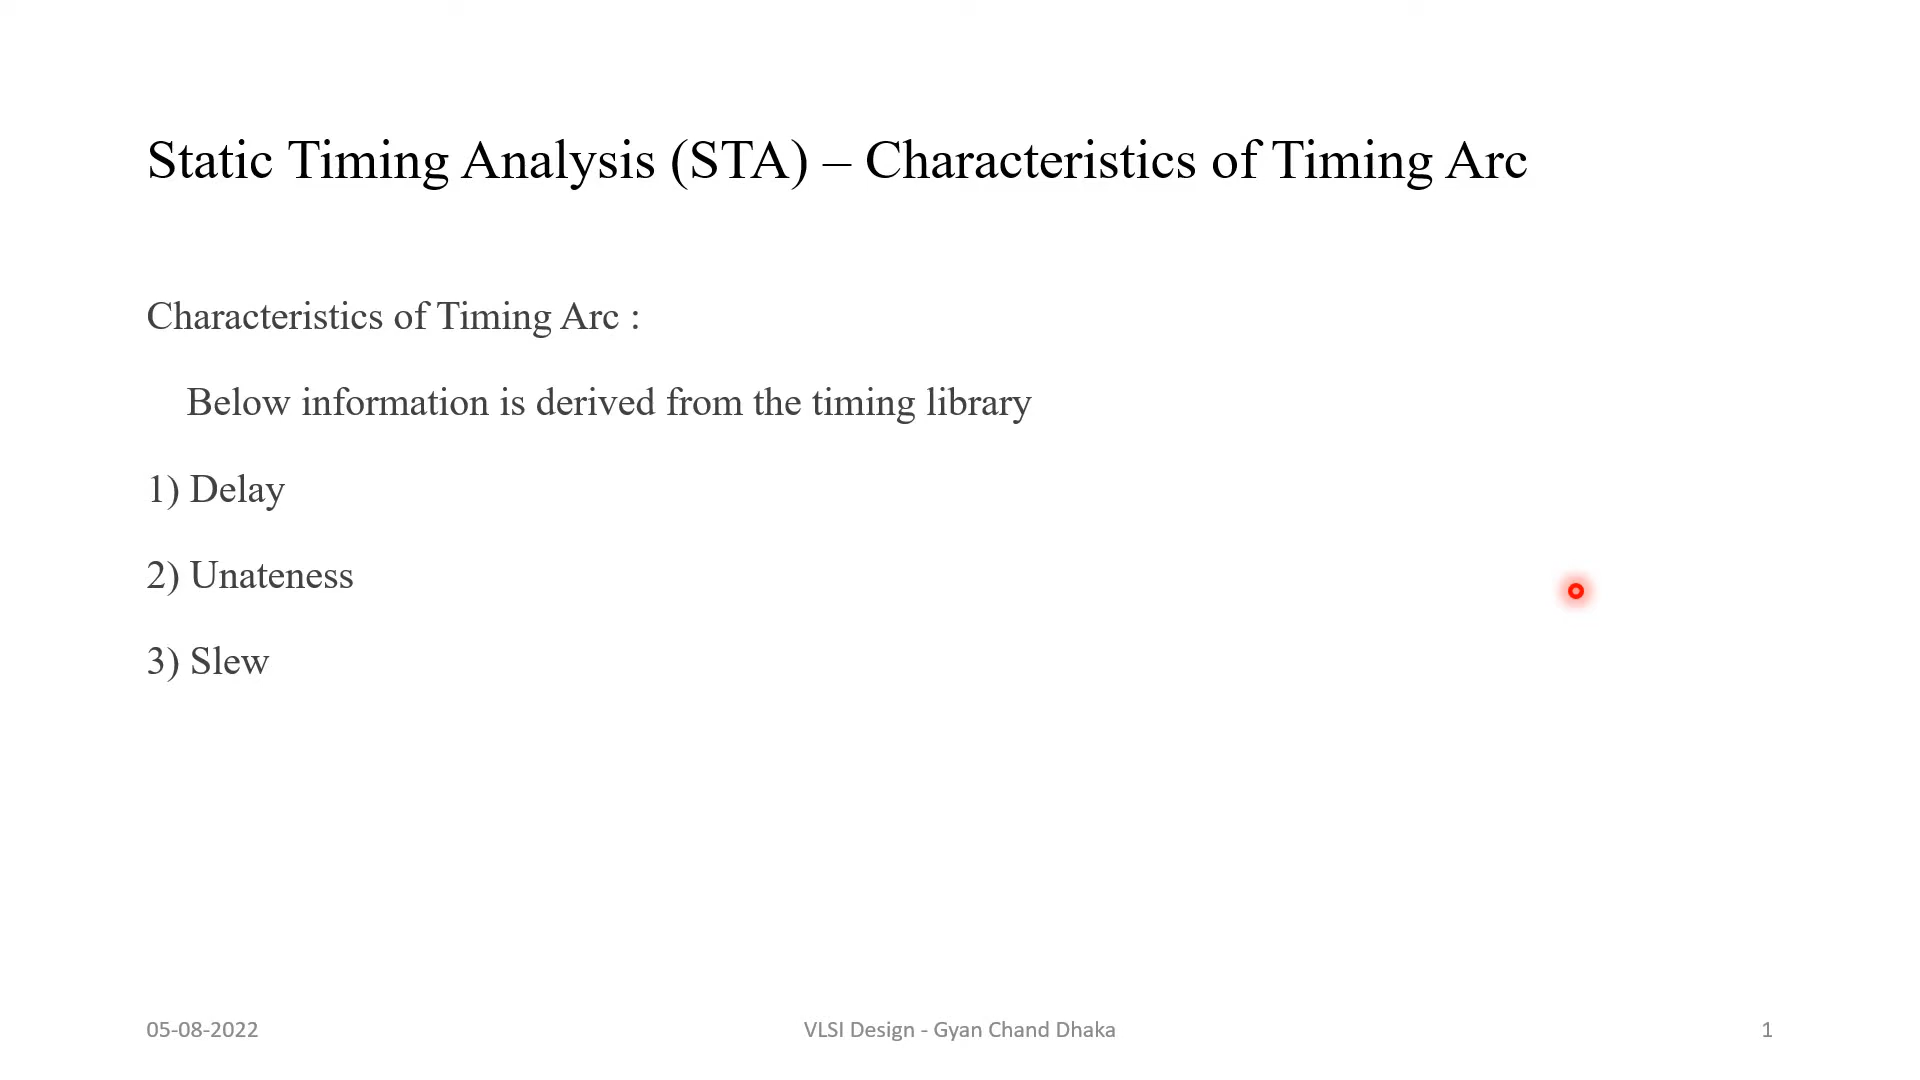 Static Timing Analysis (STA) – Characteristics of Timing Arc
Characteristics of Timing Arc :
Below information is derived from the timing library
1) Delay
2) Unateness
3) Slew
05-08-2022
VLSI Design - Gyan Chand Dhaka
1